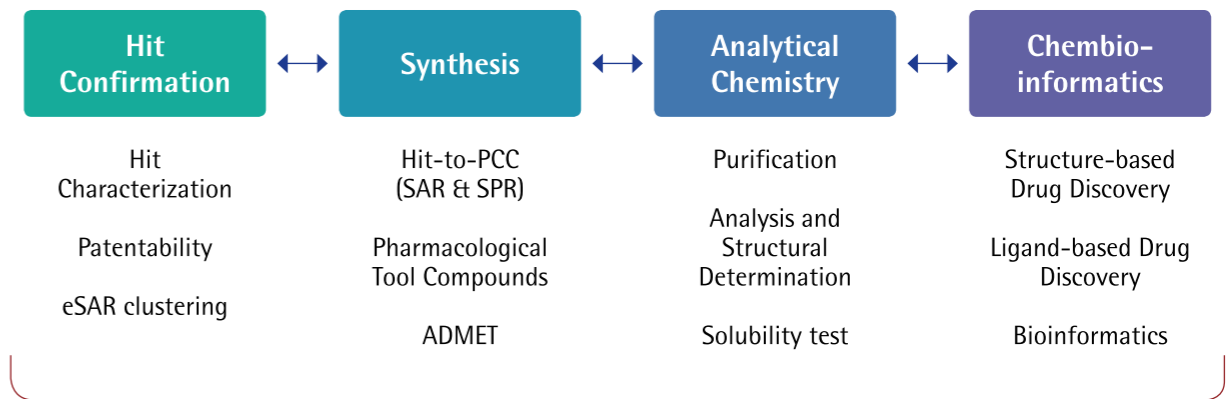 Hit
Confirmation
Synthesis
Analytical
Chemistry
Chembio-
informatics
Hit
Characterization
Patentability
eSAR clustering
Hit-to-PCC
(SAR & SPR)
Pharmacological
Tool Compounds
ADMET
Purification
Analysis and
Structural
Determination
Solubility test
Structure-based
Drug Discovery
Ligand-based Drug
Discovery
Bioinformatics